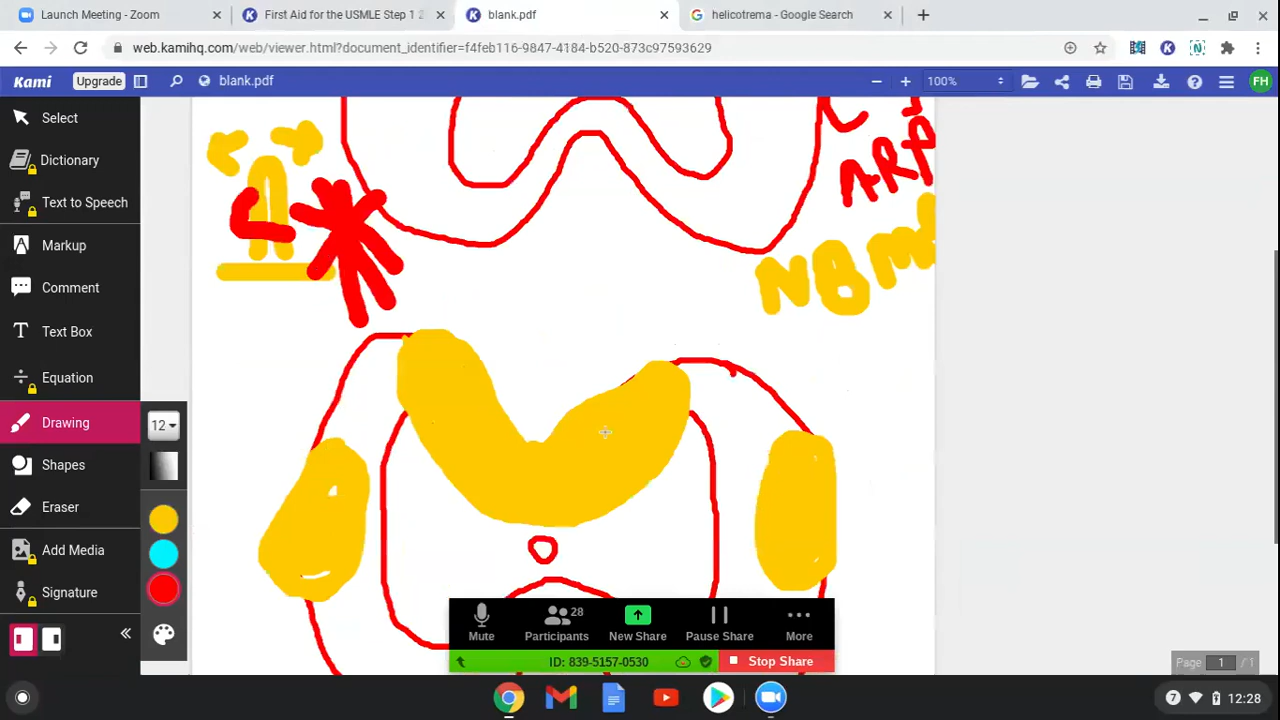 Launch Meeting - Zoom
First Aid for the USMLE Step 1 2
blank.pdf
helicotrema - Google Search
web.kamihq.com/web/viewer.html?document_identifier=f4feb116-9847-4184-b520-873c97593629
Kami
Upgrade
blank.pdf
100%
FH
Select
Dictionary
Text to Speech
Markup
Comment
Text Box
Equation
Drawing
12
Shapes
Eraser
Add Media
Signature
ARP
NBM
28
Mute
Participants
New Share
Pause Share
More
ID: 839-5157-0530
Stop Share
Page 1 / 1
7
12:28